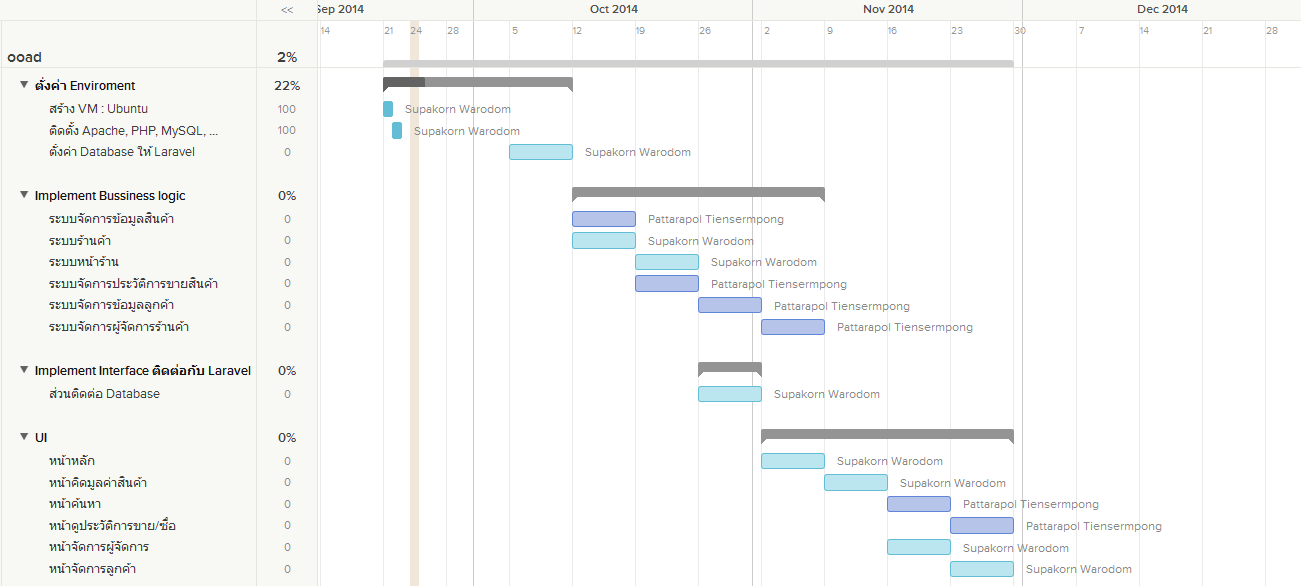 << Sep 2014 Oct 2014 Nov 2014 Dec 2014
14 21 24 28 5 12 19 26 2 9 16 23 30 7 14 21 28
ooad 2%
ตั้งค่า Enviroment 22%
สร้าง VM : Ubuntu 100 Supakorn Warodom
ติดตั้ง Apache, PHP, MySQL, ... 100 Supakorn Warodom
ตั้งค่า Database ให้ Laravel 0 Supakorn Warodom
Implement Bussiness logic 0%
ระบบจัดการข้อมูลสินค้า 0 Pattarapol Tiensermpong
ระบบร้านค้า 0 Supakorn Warodom
ระบบหน้าร้าน 0 Supakorn Warodom
ระบบจัดการประวัติการขายสินค้า 0 Pattarapol Tiensermpong
ระบบจัดการข้อมูลลูกค้า 0 Pattarapol Tiensermpong
ระบบจัดการผู้จัดการร้านค้า 0 Pattarapol Tiensermpong
Implement Interface ติดต่อกับ Laravel 0%
ส่วนติดต่อ Database 0 Supakorn Warodom
UI 0%
หน้าหลัก 0 Supakorn Warodom
หน้าคิดมูลค่าสินค้า 0 Supakorn Warodom
หน้าค้นหา 0 Pattarapol Tiensermpong
หน้าดูประวัติการขาย/ซื้อ 0 Pattarapol Tiensermpong
หน้าจัดการผู้จัดการ 0 Supakorn Warodom
หน้าจัดการลูกค้า 0 Supakorn Warodom